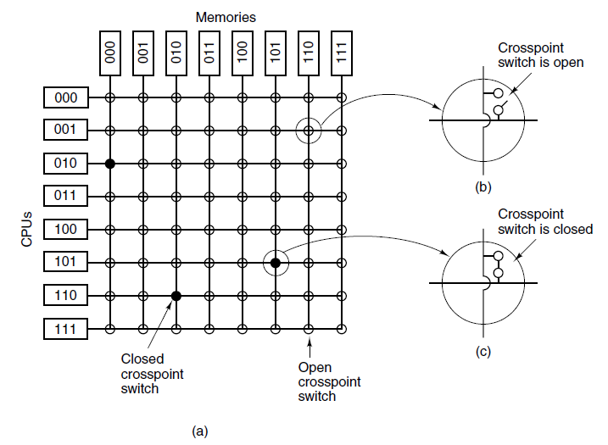 Memories
000
001
010
011
100
101
110
111
CPUs
000
001
010
011
100
101
110
111
Crosspoint
switch is open
(b)
Crosspoint
switch is closed
(c)
Closed
crosspoint
switch
Open
crosspoint
switch
(a)